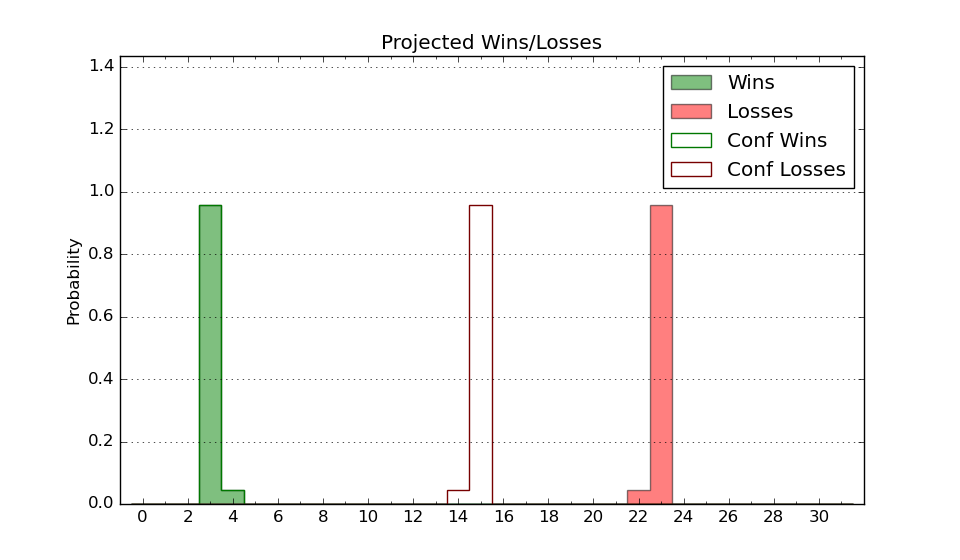 Projected Wins/Losses
1.4
1.2
1.0
0.8
0.6
0.4
0.2
0.0
Probability
Wins
Losses
Conf Wins
Conf Losses
0 2 4 6 8 10 12 14 16 18 20 22 24 26 28 30